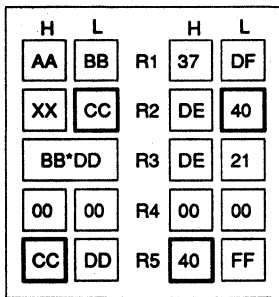 H L H L
AA BB R1 37 DF
XX CC R2 DE 40
BB*DD R3 DE 21
00 00 R4 00 00
CC DD R5 40 FF